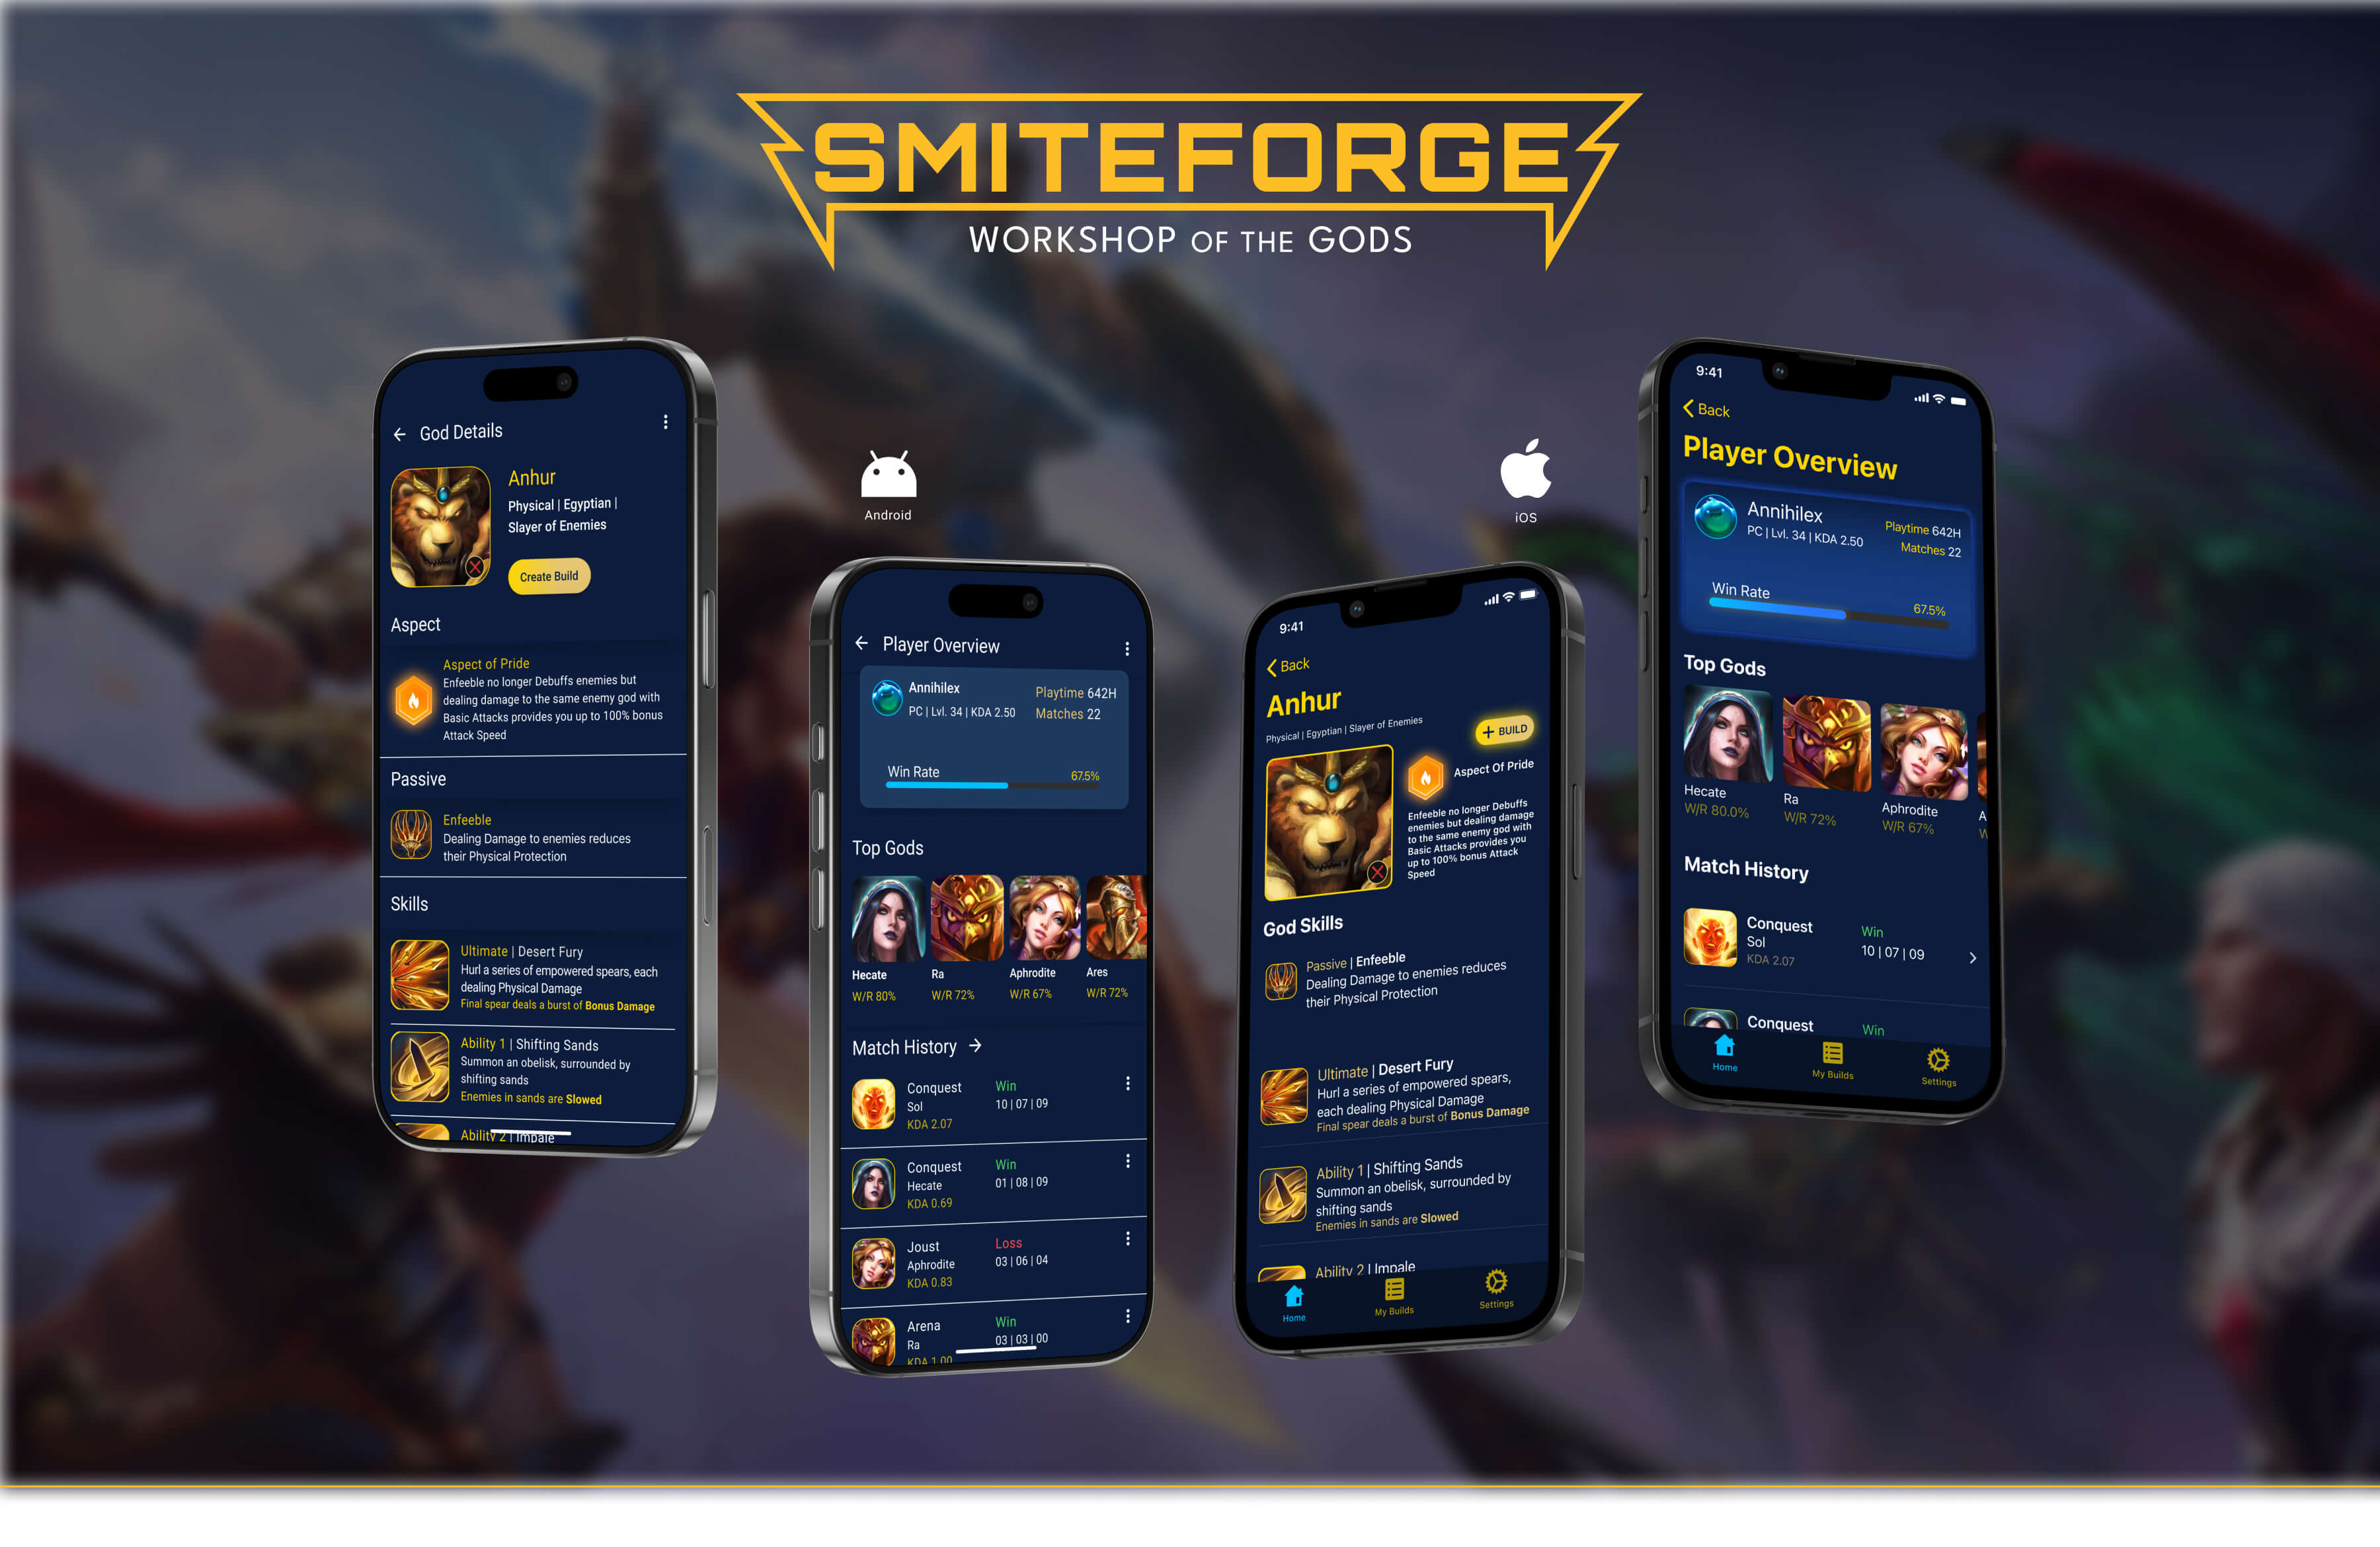 SMITEFORGE
WORKSHOP OF THE GODS
God Details
Anhur
Physical | Egyptian |
Slayer of Enemies
Create Build
Aspect
Aspect of Pride
Enfeeble no longer Debuffs enemies but
dealing damage to the same enemy god with
Basic Attacks provides you up to 100% bonus
Attack Speed
Passive
Enfeeble
Dealing Damage to enemies reduces
their Physical Protection
Skills
Ultimate | Desert Fury
Hurl a series of empowered spears, each
dealing Physical Damage
Final spear deals a burst of Bonus Damage
Ability 1 | Shifting Sands
Summon an obelisk, surrounded by
shifting sands
Enemies in sands are Slowed
Ability 2 | Impale
Android
Player Overview
Annihilex
PC | Lvl. 34 | KDA 2.50
Playtime 642H
Matches 22
Win Rate
67.5%
Top Gods
Hecate
W/R 80%
Ra
W/R 72%
Aphrodite
W/R 67%
Ares
W/R 72%
Match History
Conquest
Sol
KDA 2.07
Win
10 | 07 | 09
Conquest
Hecate
KDA 0.69
Win
01 | 08 | 09
Joust
Aphrodite
KDA 0.83
Loss
03 | 06 | 04
Arena
Ra
KDA 1.00
Win
03 | 03 | 00
iOS
9:41
Back
Anhur
Physical | Egyptian | Slayer of Enemies
+ BUILD
Aspect Of Pride
Enfeeble no longer Debuffs
enemies but dealing damage
to the same enemy god with
Basic Attacks provides you
up to 100% bonus Attack
Speed
God Skills
Passive | Enfeeble
Dealing Damage to enemies reduces
their Physical Protection
Ultimate | Desert Fury
Hurl a series of empowered spears,
each dealing Physical Damage
Final spear deals a burst of Bonus Damage
Ability 1 | Shifting Sands
Summon an obelisk, surrounded by
shifting sands
Enemies in sands are Slowed
Ability 2 | Impale
Home
My Builds
Settings
9:41
Back
Player Overview
Annihilex
PC | Lvl. 34 | KDA 2.50
Playtime 642H
Matches 22
Win Rate
67.5%
Top Gods
Hecate
W/R 80.0%
Ra
W/R 72%
Aphrodite
W/R 67%
A
W
Match History
Conquest
Sol
KDA 2.07
Win
10 | 07 | 09
Conquest
Win
Home
My Builds
Settings